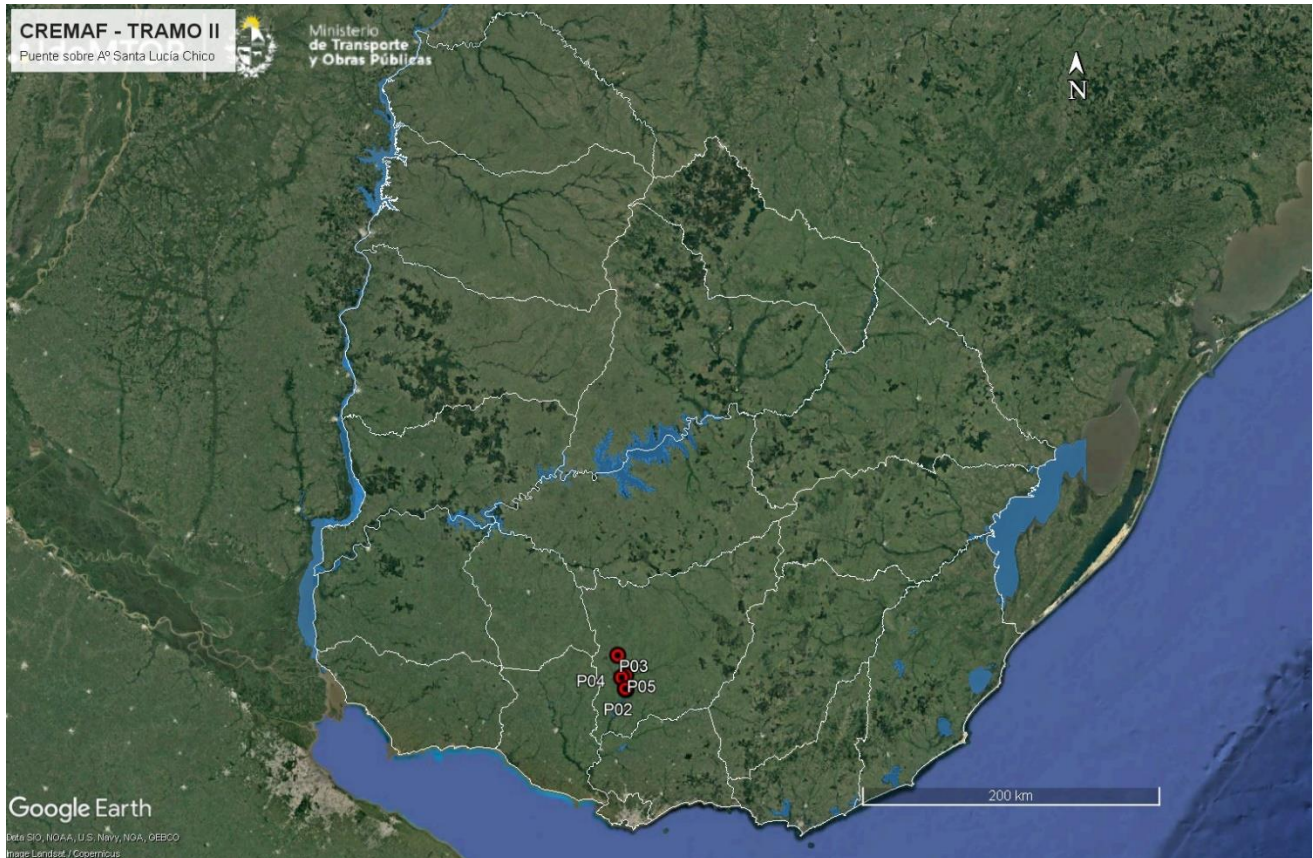 CREMAF - TRAMO II
Puente sobre Aº Santa Lucía Chico
Ministerio
de Transporte
y Obras Públicas
N
P03
P04
P05
P02
200 km
Google Earth
Data SIO, NOAA, U.S. Navy, NGA, GEBCO
Image Landsat / Copernicus